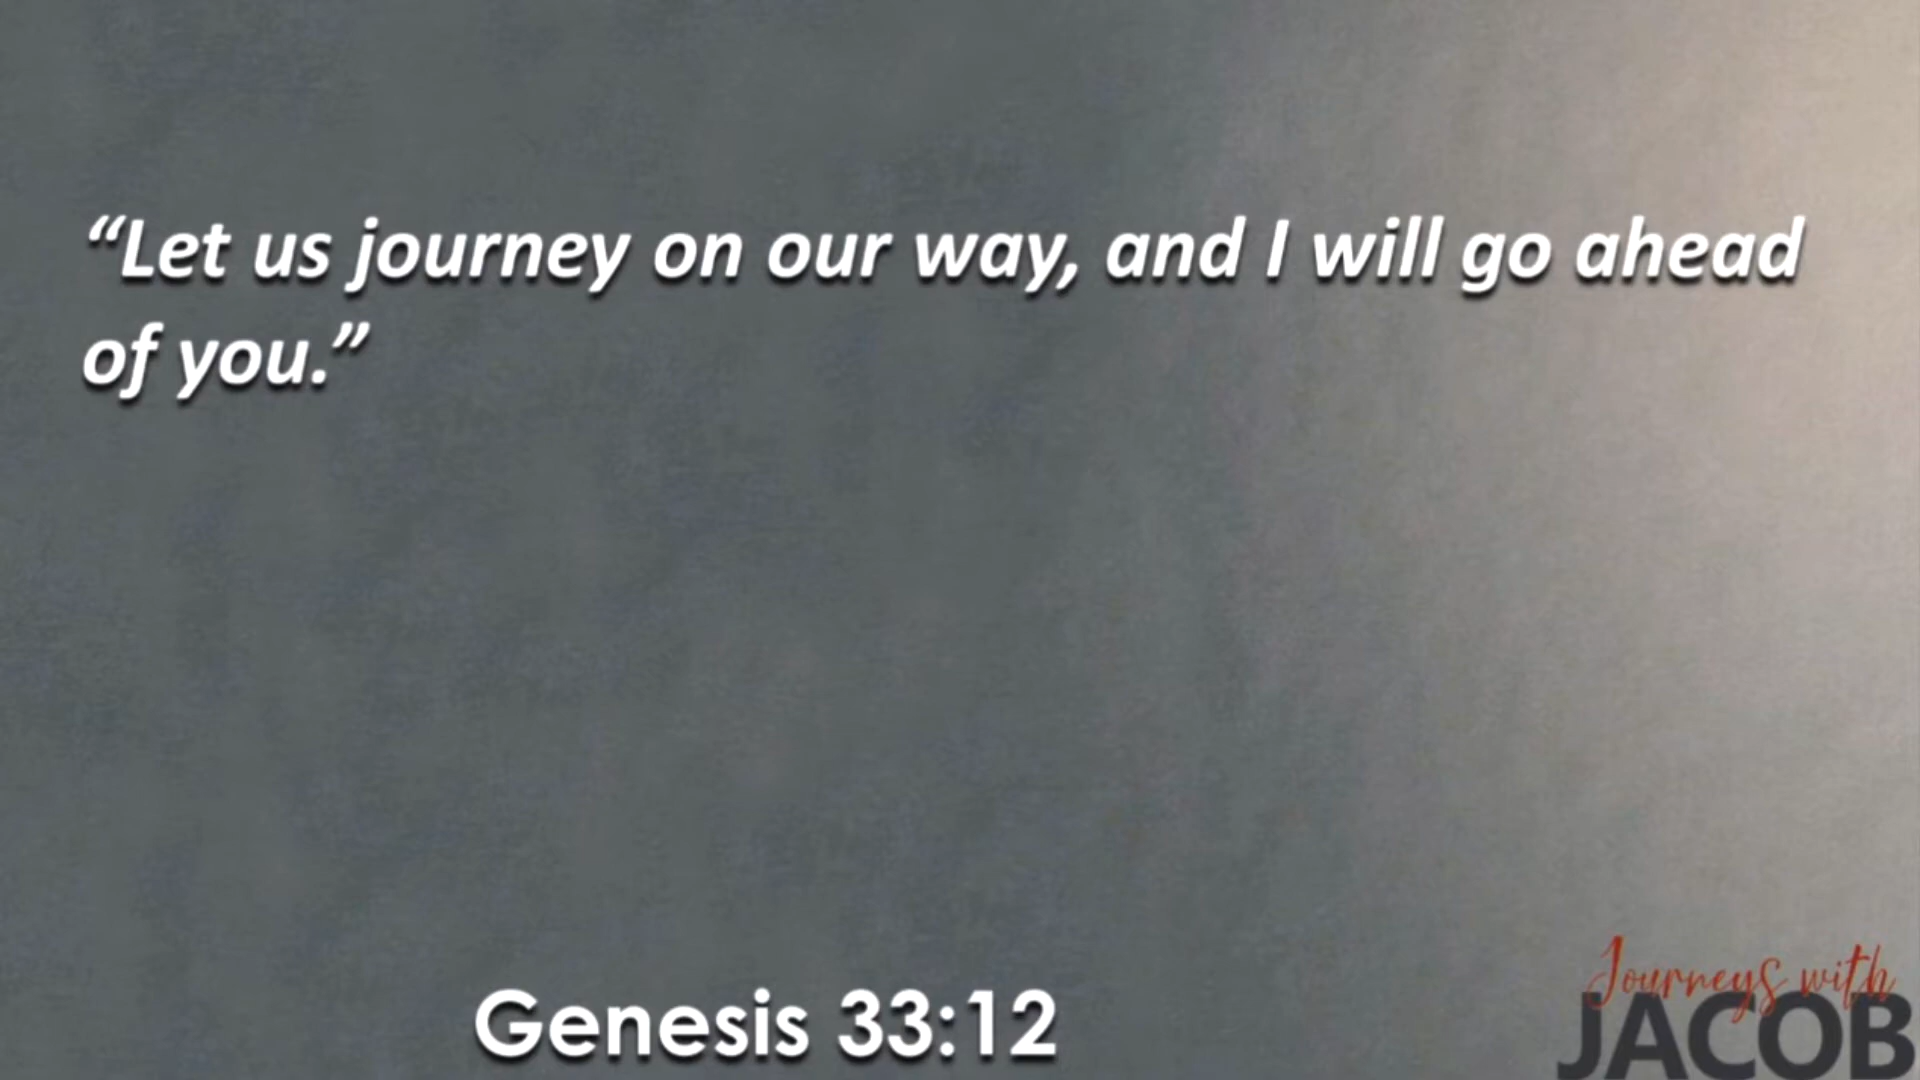 “Let us journey on our way, and I will go ahead
of you.”
Genesis 33:12
Journeys with
JACOB